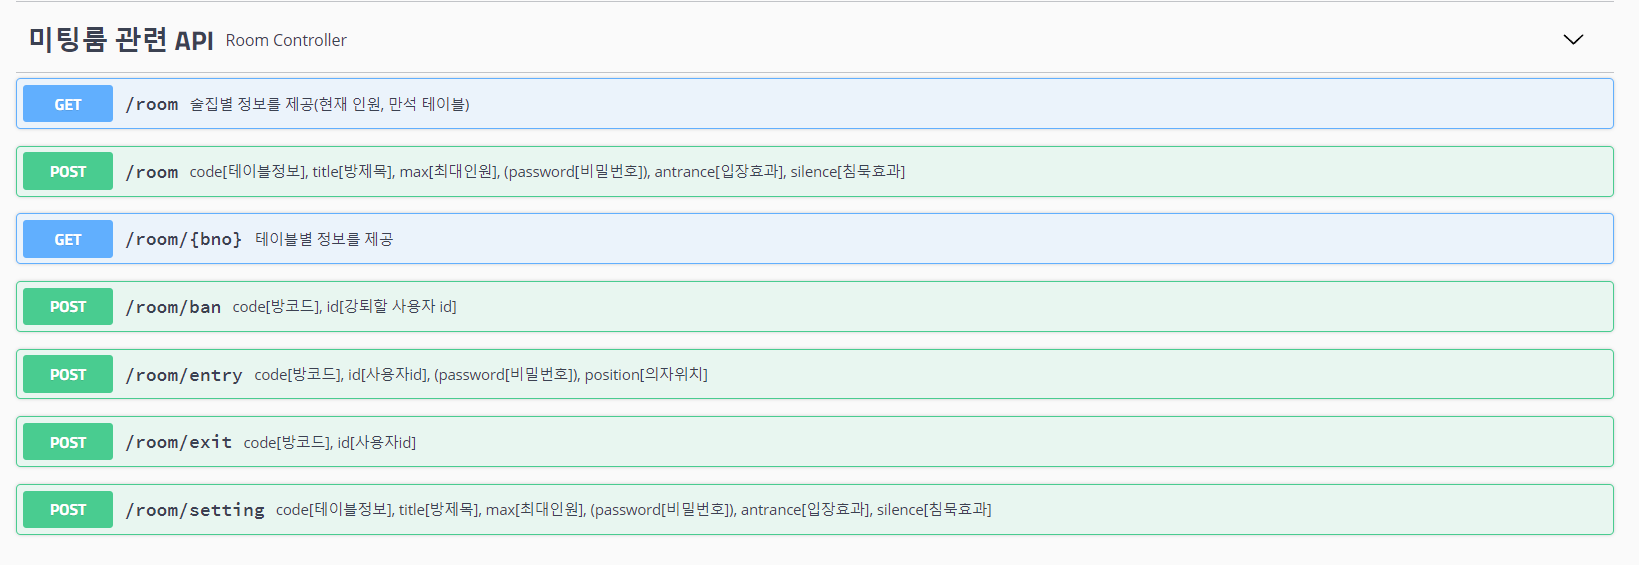 미팅룸 관련 API Room Controller
GET /room 술집별 정보를 제공(현재 인원, 만석 테이블)
POST /room code[테이블정보], title[방제목], max[최대인원], (password[비밀번호]), antrance[입장효과], silence[침묵효과]
GET /room/{bno} 테이블별 정보를 제공
POST /room/ban code[방코드], id[강퇴할 사용자 id]
POST /room/entry code[방코드], id[사용자id], (password[비밀번호]), position[의자위치]
POST /room/exit code[방코드], id[사용자id]
POST /room/setting code[테이블정보], title[방제목], max[최대인원], (password[비밀번호]), antrance[입장효과], silence[침묵효과]